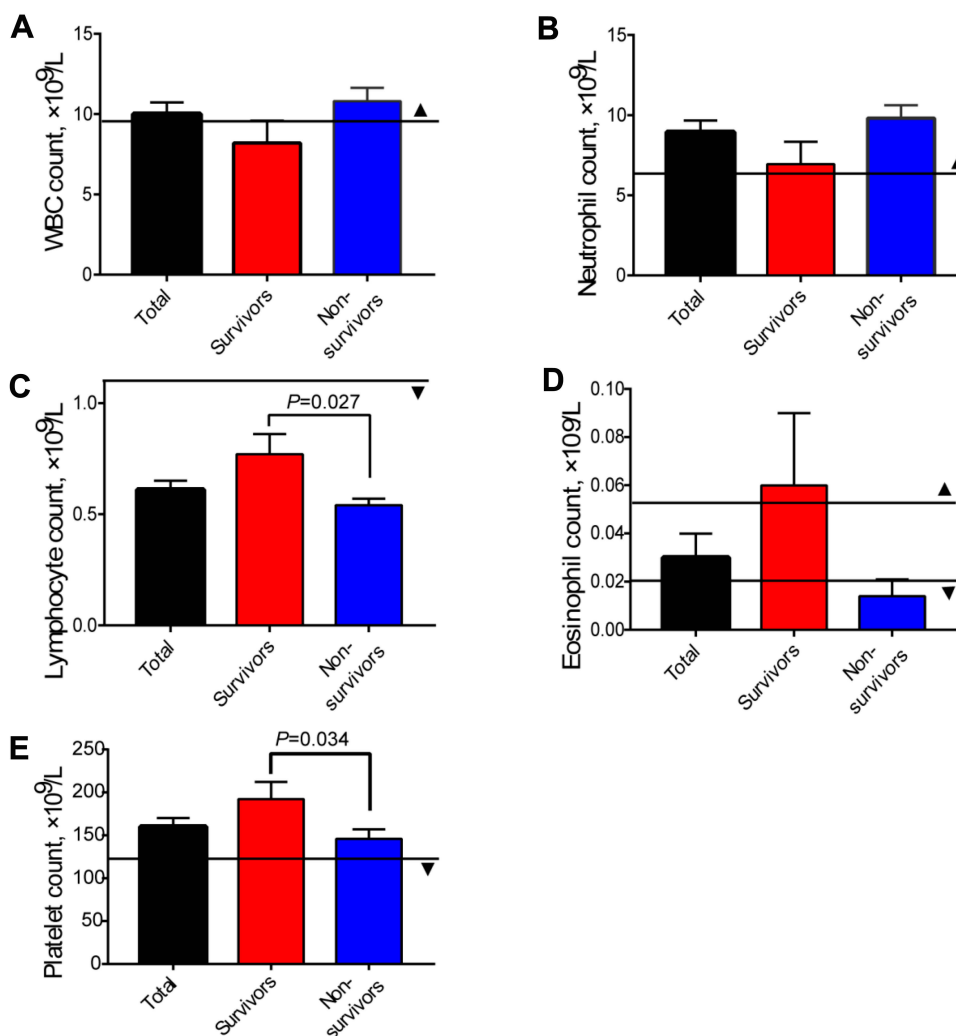 A
WBC count, ×10⁹/L
15
10
5
0
▲
Total
Survivors
Non-
survivors
B
Neutrophil count, ×10⁹/L
15
10
5
0
▲
Total
Survivors
Non-
survivors
C
Lymphocyte count, ×10⁹/L
1.0
0.5
0.0
P=0.027
▼
Total
Survivors
Non-
survivors
D
Eosinophil count, ×109/L
0.10
0.08
0.06
0.04
0.02
0.00
▲
▼
Total
Survivors
Non-
survivors
E
Platelet count, ×10⁹/L
250
200
150
100
50
0
P=0.034
▼
Total
Survivors
Non-
survivors